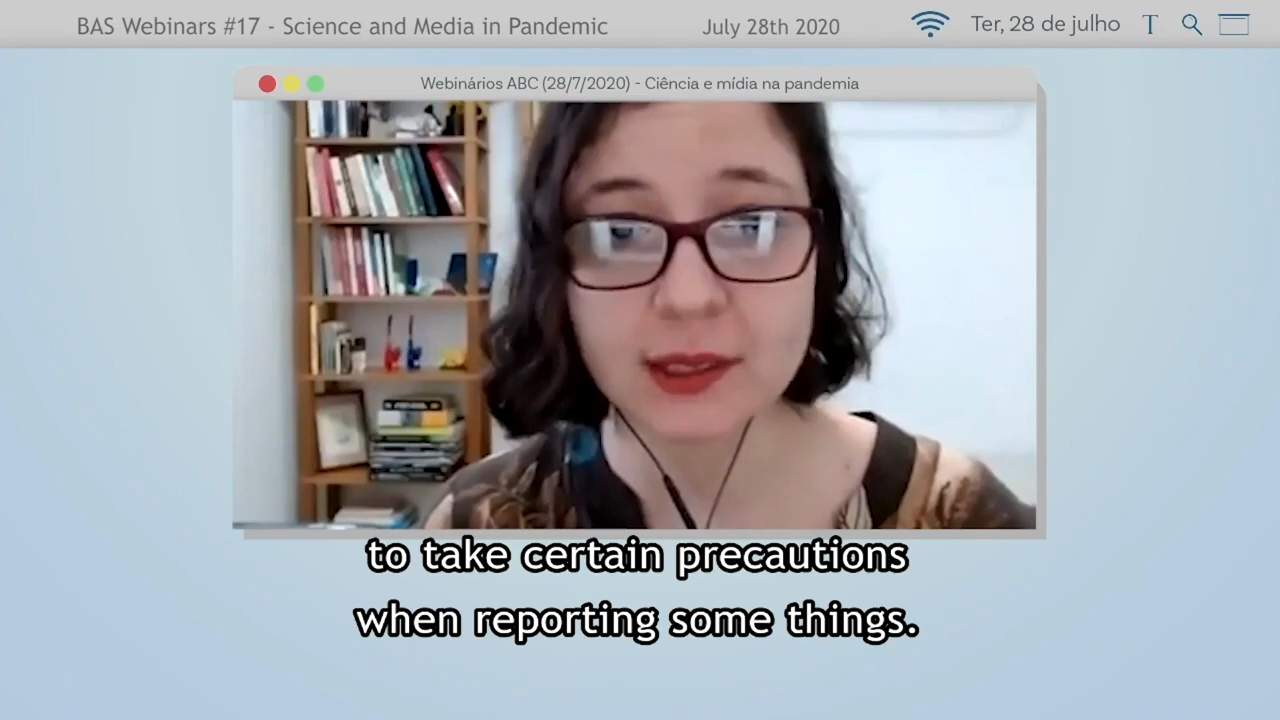 BAS Webinars #17 - Science and Media in Pandemic
July 28th 2020
Ter, 28 de julho
T
Webinários ABC (28/7/2020) - Ciência e mídia na pandemia
to take certain precautions
when reporting some things.